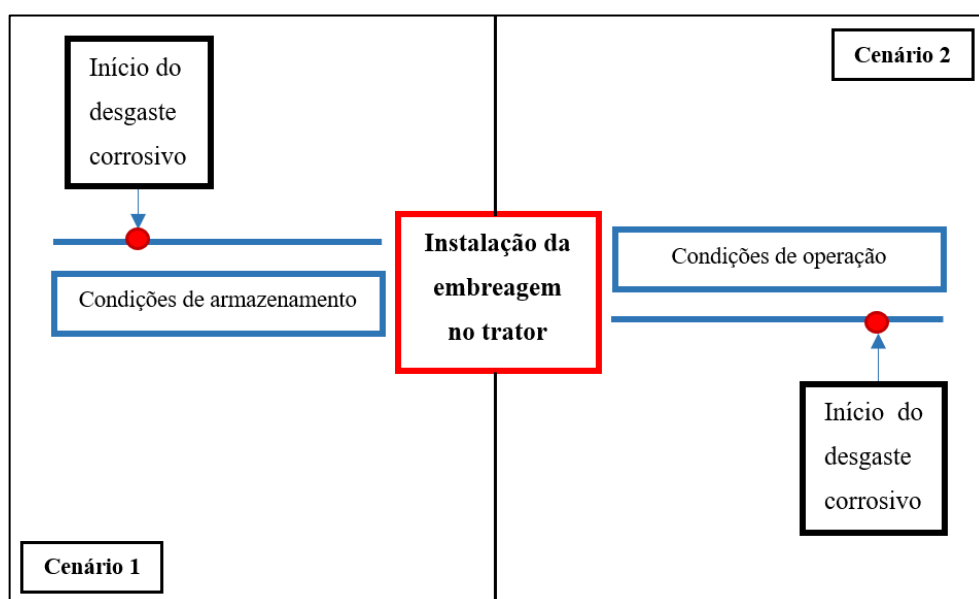 Início do
desgaste
corrosivo
Condições de armazenamento
Cenário 1
Instalação da
embreagem
no trator
Cenário 2
Condições de operação
Início do
desgaste
corrosivo